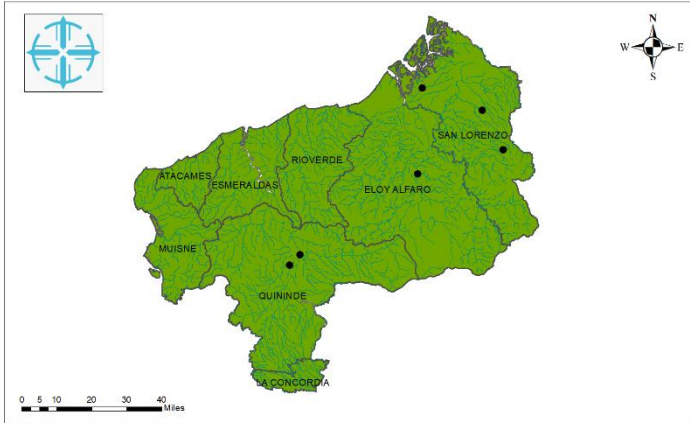 N
W E
S
SAN LORENZO
RIOVERDE
ATACAMES
ESMERALDAS
ELOY ALFARO
MUISNE
QUININDE
LA CONCORDIA
0 5 10 20 30 40
Miles